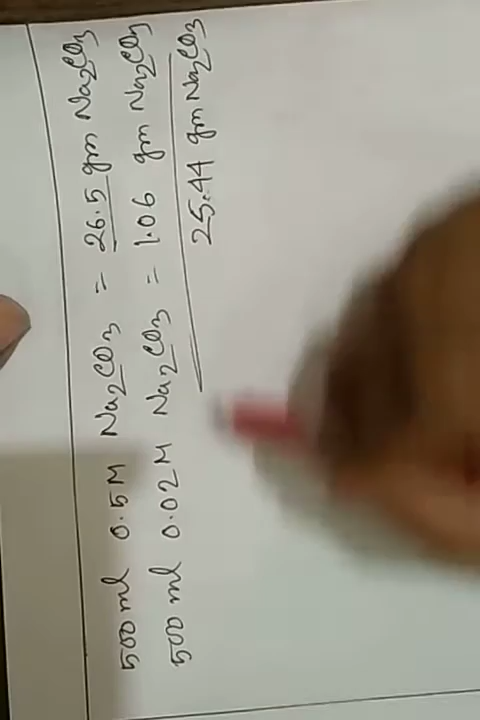 500 ml 0.5M Na2CO3 = 26.5 gm Na2CO3
500 ml 0.02M Na2CO3 = 1.06 gm Na2CO3
25.44 gm Na2CO3